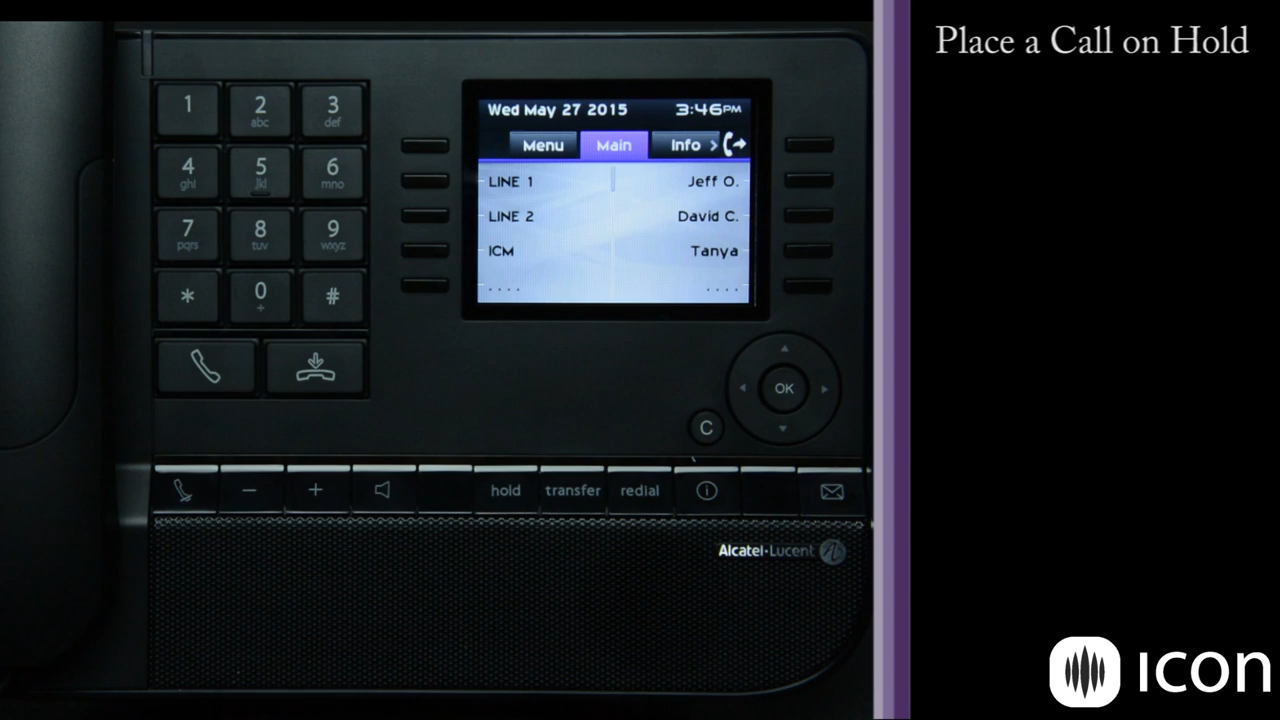 Place a Call on Hold
Wed May 27 2015 3:46PM
Menu Main Info >
LINE 1 Jeff O.
LINE 2 David C.
ICM Tanya
.... ....
1 2 abc 3 def
4 ghi 5 jkl 6 mno
7 pqrs 8 tuv 9 wxyz
* 0 + #
OK
C
− + hold transfer redial i
Alcatel·Lucent
icon